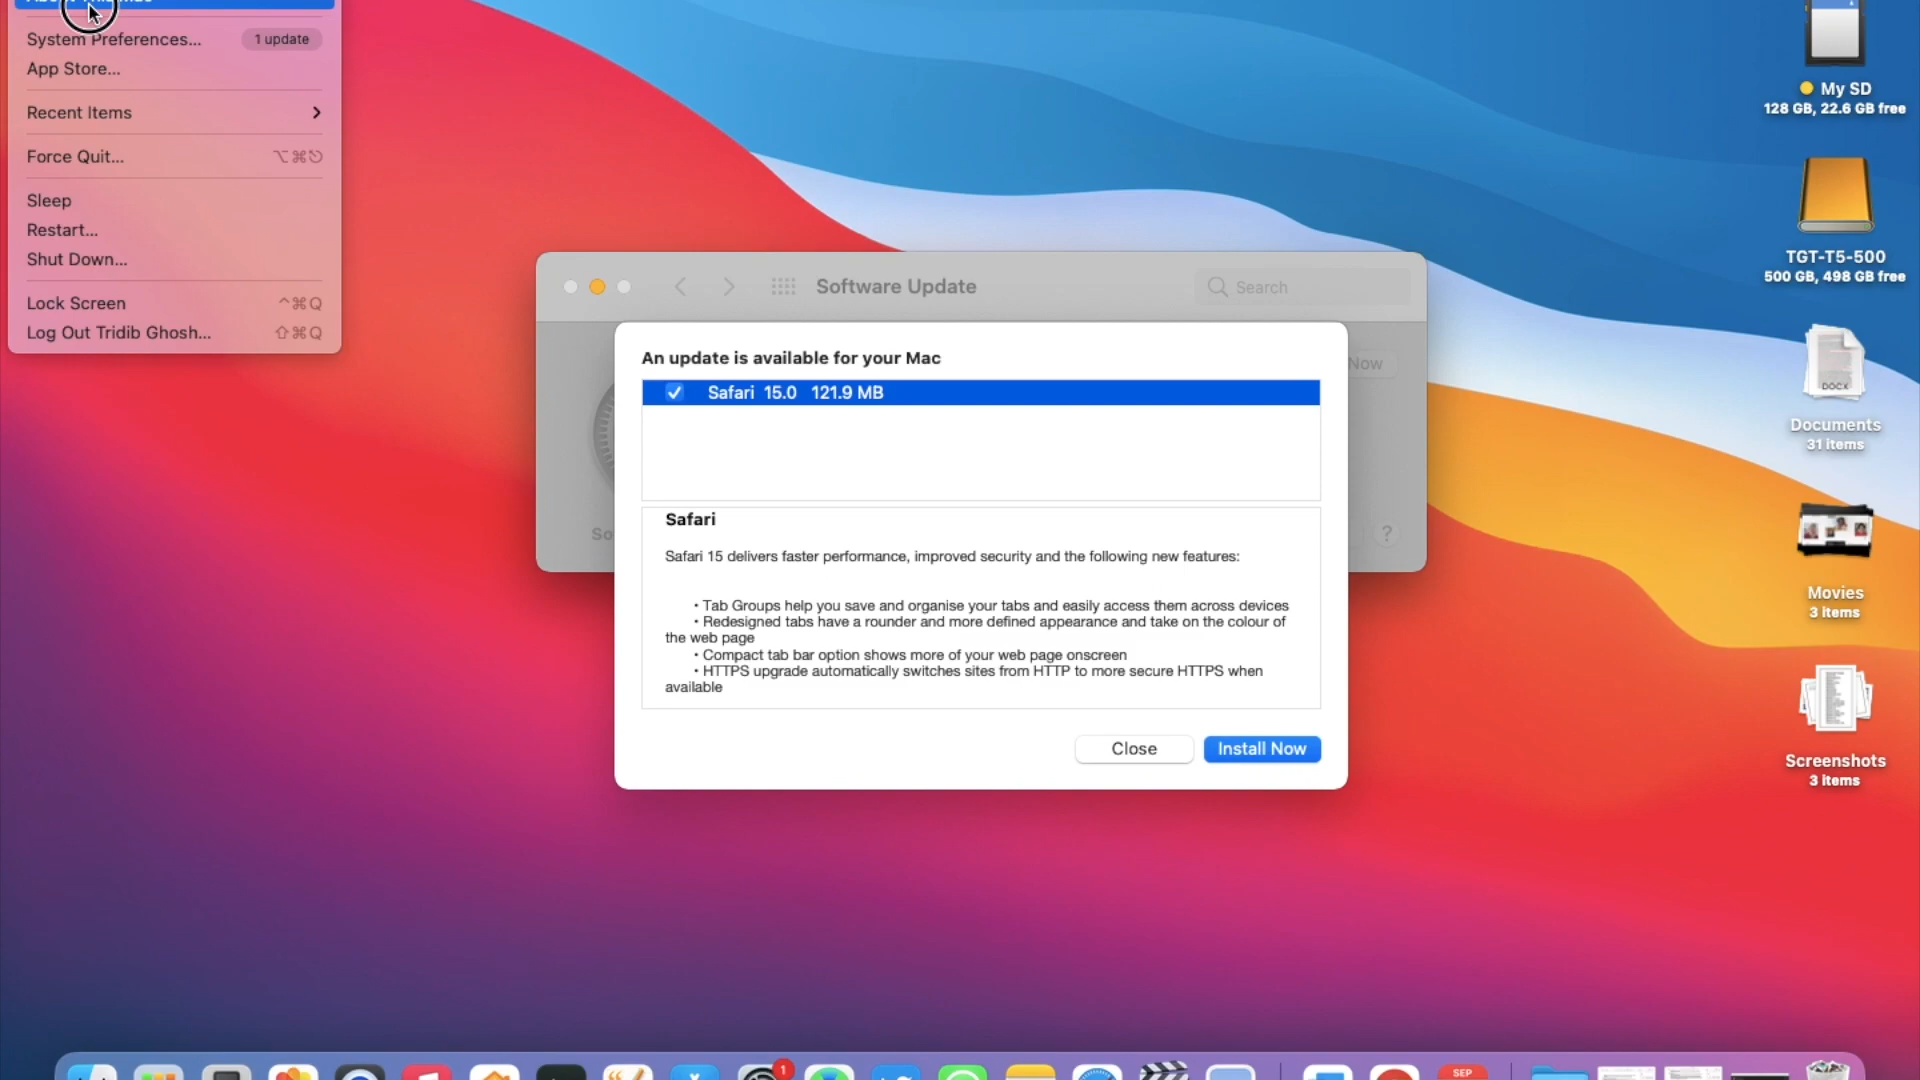 System Preferences... 1 update
App Store...
Recent Items
Force Quit... ⌥⌘⎋
Sleep
Restart...
Shut Down...
Lock Screen ^⌘Q
Log Out Tridib Ghosh... ⇧⌘Q
Software Update
Search
Now
An update is available for your Mac
Safari 15.0 121.9 MB
Safari
Safari 15 delivers faster performance, improved security and the following new features:
• Tab Groups help you save and organise your tabs and easily access them across devices
• Redesigned tabs have a rounder and more defined appearance and take on the colour of
the web page
• Compact tab bar option shows more of your web page onscreen
• HTTPS upgrade automatically switches sites from HTTP to more secure HTTPS when
available
?
Close
Install Now
My SD
128 GB, 22.6 GB free
TGT-T5-500
500 GB, 498 GB free
DOCX
Documents
31 items
Movies
3 items
Screenshots
3 items
1
SEP